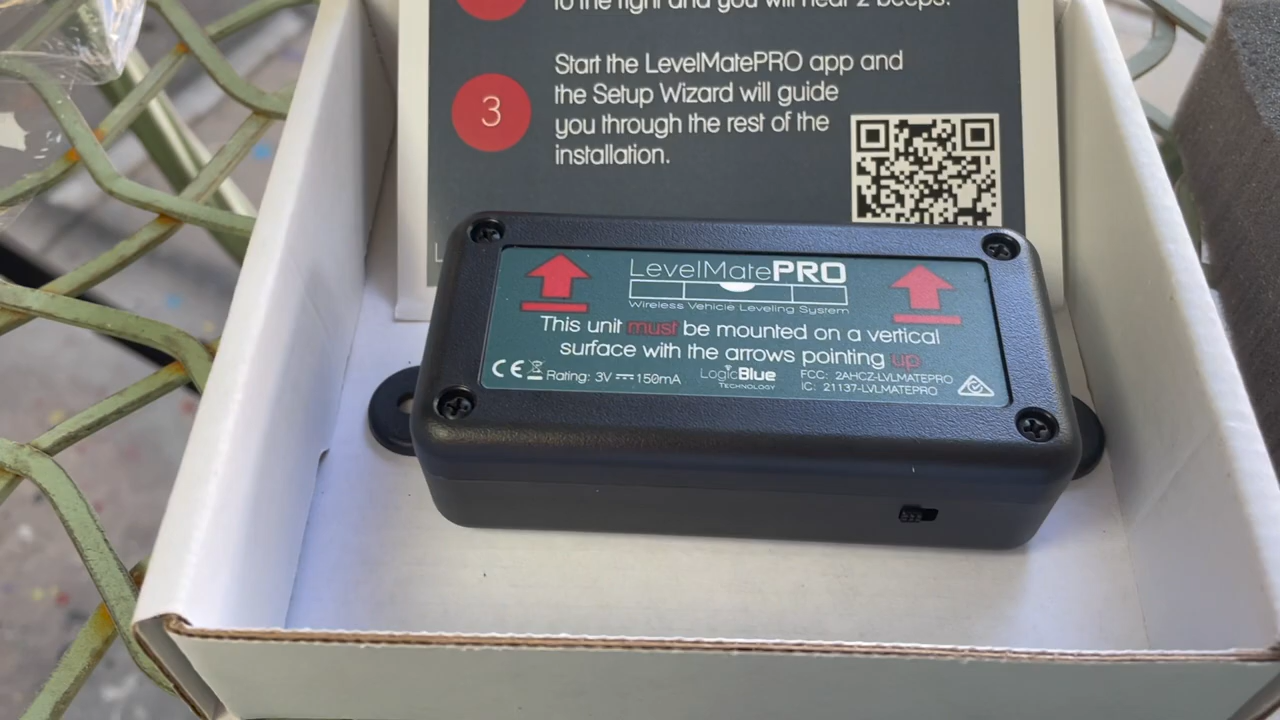 to the right and you will hear 2 beeps.
3
Start the LevelMatePRO app and
the Setup Wizard will guide
you through the rest of the
installation.
LevelMatePRO
Wireless Vehicle Leveling System
This unit must be mounted on a vertical
surface with the arrows pointing up
CE Rating: 3V 150mA
LogicBlue
TECHNOLOGY
FCC: 2AHCZ-LVLMATEPRO
IC: 21137-LVLMATEPRO